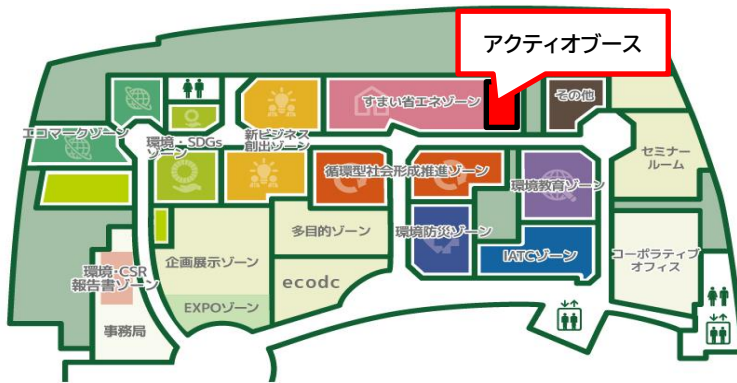 アクティオブース
すまい省エネゾーン
その他
エコマークゾーン
環境・SDGs
ゾーン
新ビジネス
創出ゾーン
循環型社会形成推進ゾーン
環境教育ゾーン
セミナー
ルーム
多目的ゾーン
環境防災ゾーン
企画展示ゾーン
IATCゾーン
コーポラティブ
オフィス
環境・CSR
報告書ゾーン
ecodc
EXPOゾーン
事務局